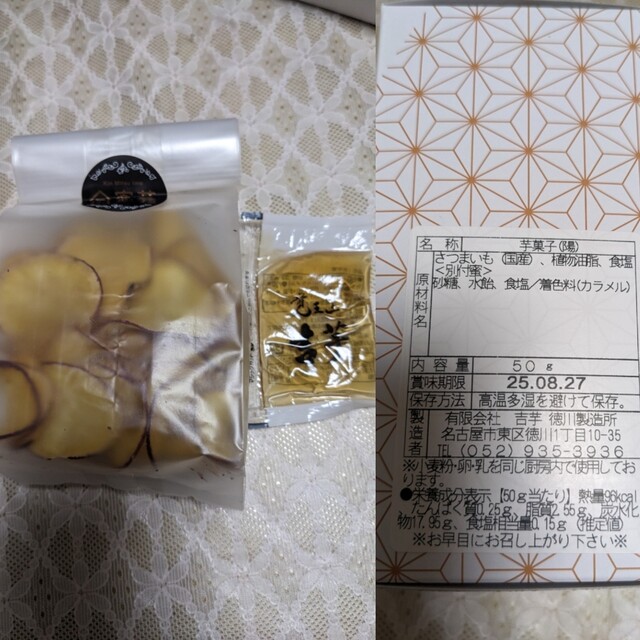 名称 芋菓子(陽)
原材料名
さつまいも（国産）、植物油脂、食塩
<別付蜜>
砂糖、水飴、食塩／着色料(カラメル)
内容量 50g
賞味期限 25.08.27
保存方法 高温多湿を避けて保存。
製造者 有限会社 吉芋 徳川製造所
名古屋市東区徳川1丁目10-35
℡(052)935-3936
※小麦粉・卵・乳を同じ厨房内で使用しております。
●栄養成分表示【50g当たり】熱量98kcal
たんぱく質0.25g、脂質2.66g、炭水化
物17.95g、食塩相当量0.15g（推定値）
※お早目にお召し上がり下さい※